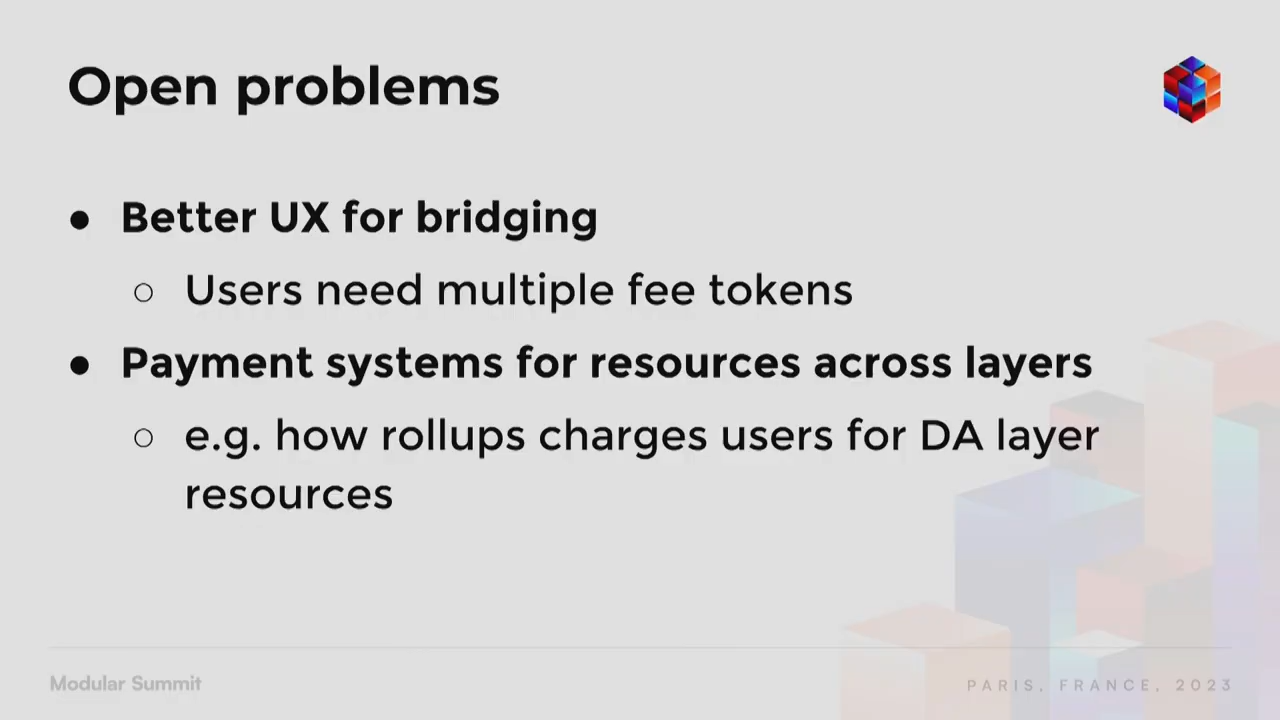 Open problems
● Better UX for bridging
○ Users need multiple fee tokens
● Payment systems for resources across layers
○ e.g. how rollups charges users for DA layer
resources
Modular Summit
PARIS, FRANCE, 2023